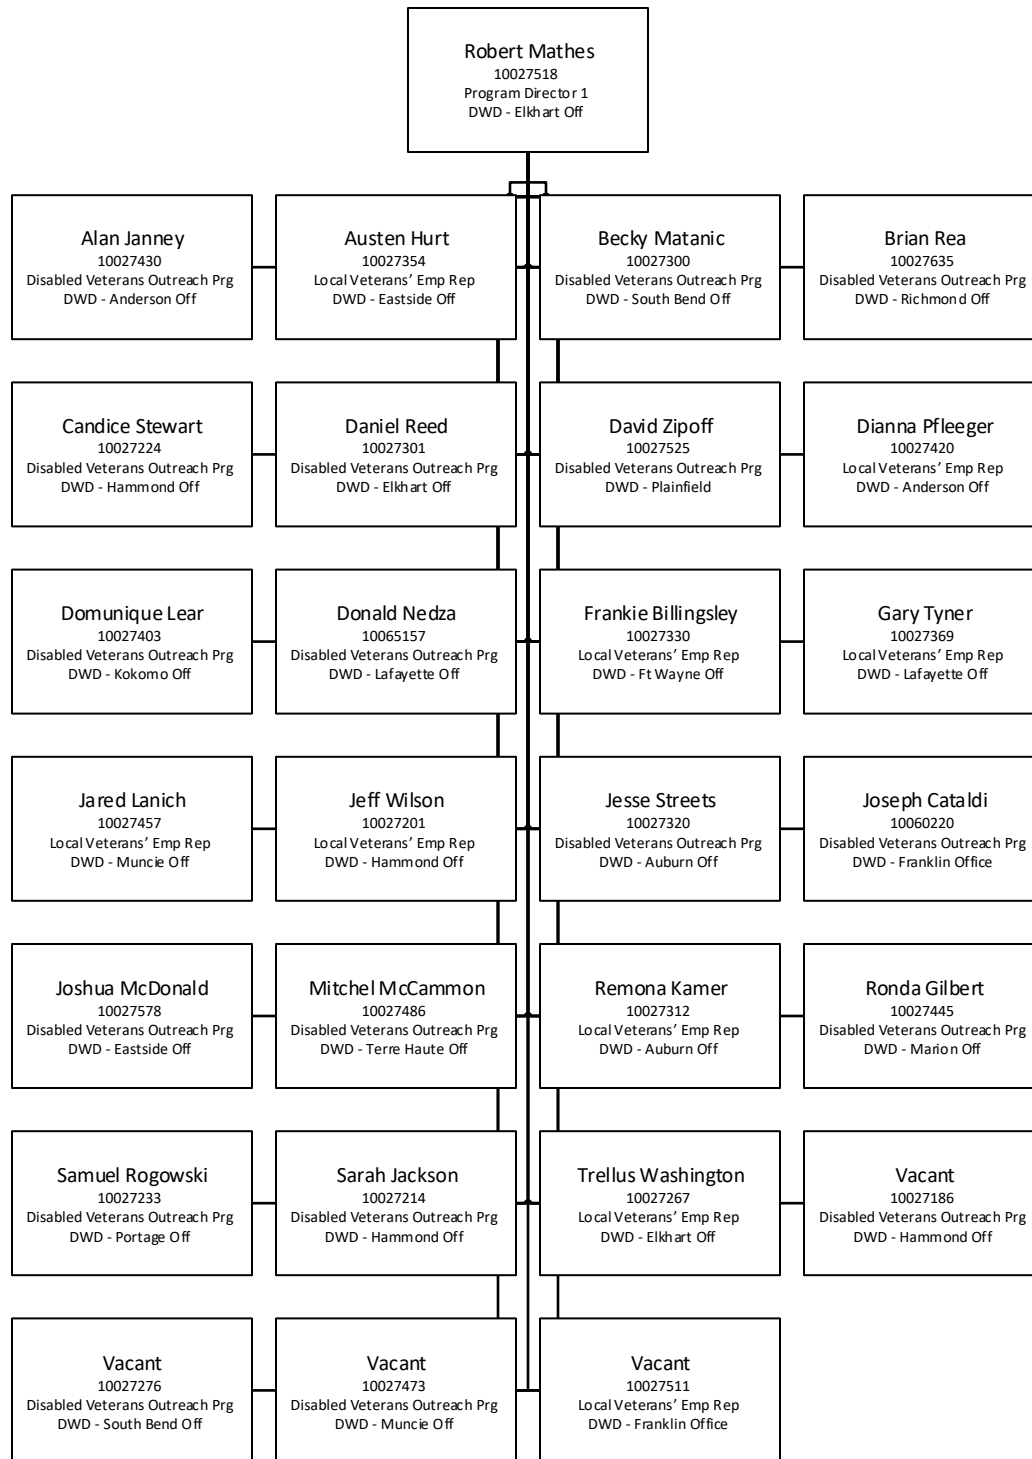 Robert Mathes
10027518
Program Director 1
DWD - Elkhart Off
Alan Janney
10027430
Disabled Veterans Outreach Prg
DWD - Anderson Off
Austen Hurt
10027354
Local Veterans’ Emp Rep
DWD - Eastside Off
Becky Matanic
10027300
Disabled Veterans Outreach Prg
DWD - South Bend Off
Brian Rea
10027635
Disabled Veterans Outreach Prg
DWD - Richmond Off
Candice Stewart
10027224
Disabled Veterans Outreach Prg
DWD - Hammond Off
Daniel Reed
10027301
Disabled Veterans Outreach Prg
DWD - Elkhart Off
David Zipoff
10027525
Disabled Veterans Outreach Prg
DWD - Plainfield
Dianna Pfleeger
10027420
Local Veterans’ Emp Rep
DWD - Anderson Off
Domunique Lear
10027403
Disabled Veterans Outreach Prg
DWD - Kokomo Off
Donald Nedza
10065157
Disabled Veterans Outreach Prg
DWD - Lafayette Off
Frankie Billingsley
10027330
Local Veterans’ Emp Rep
DWD - Ft Wayne Off
Gary Tyner
10027369
Local Veterans’ Emp Rep
DWD - Lafayette Off
Jared Lanich
10027457
Local Veterans’ Emp Rep
DWD - Muncie Off
Jeff Wilson
10027201
Local Veterans’ Emp Rep
DWD - Hammond Off
Jesse Streets
10027320
Disabled Veterans Outreach Prg
DWD - Auburn Off
Joseph Cataldi
10060220
Disabled Veterans Outreach Prg
DWD - Franklin Office
Joshua McDonald
10027578
Disabled Veterans Outreach Prg
DWD - Eastside Off
Mitchel McCammon
10027486
Disabled Veterans Outreach Prg
DWD - Terre Haute Off
Remona Kamer
10027312
Local Veterans’ Emp Rep
DWD - Auburn Off
Ronda Gilbert
10027445
Disabled Veterans Outreach Prg
DWD - Marion Off
Samuel Rogowski
10027233
Disabled Veterans Outreach Prg
DWD - Portage Off
Sarah Jackson
10027214
Disabled Veterans Outreach Prg
DWD - Hammond Off
Trellus Washington
10027267
Local Veterans’ Emp Rep
DWD - Elkhart Off
Vacant
10027186
Disabled Veterans Outreach Prg
DWD - Hammond Off
Vacant
10027276
Disabled Veterans Outreach Prg
DWD - South Bend Off
Vacant
10027473
Disabled Veterans Outreach Prg
DWD - Muncie Off
Vacant
10027511
Local Veterans’ Emp Rep
DWD - Franklin Office